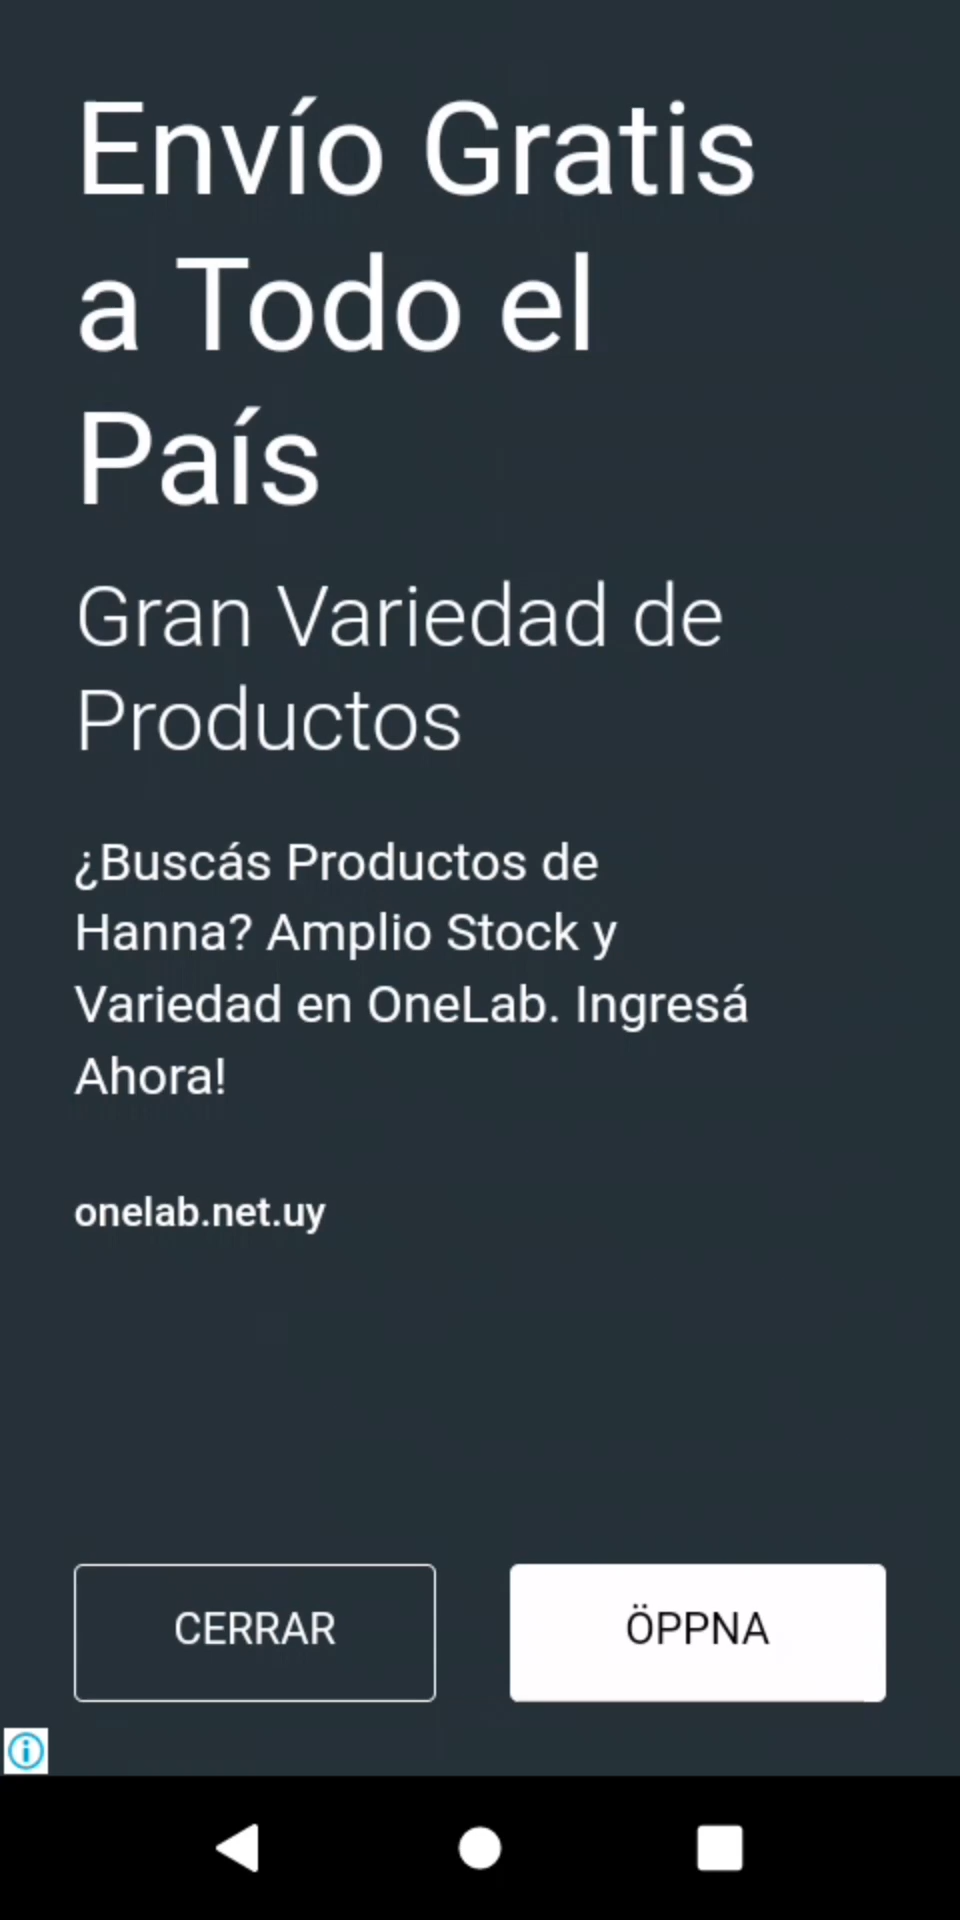 Envío Gratis
a Todo el
País
Gran Variedad de
Productos
¿Buscás Productos de
Hanna? Amplio Stock y
Variedad en OneLab. Ingresá
Ahora!
onelab.net.uy
CERRAR
ÖPPNA